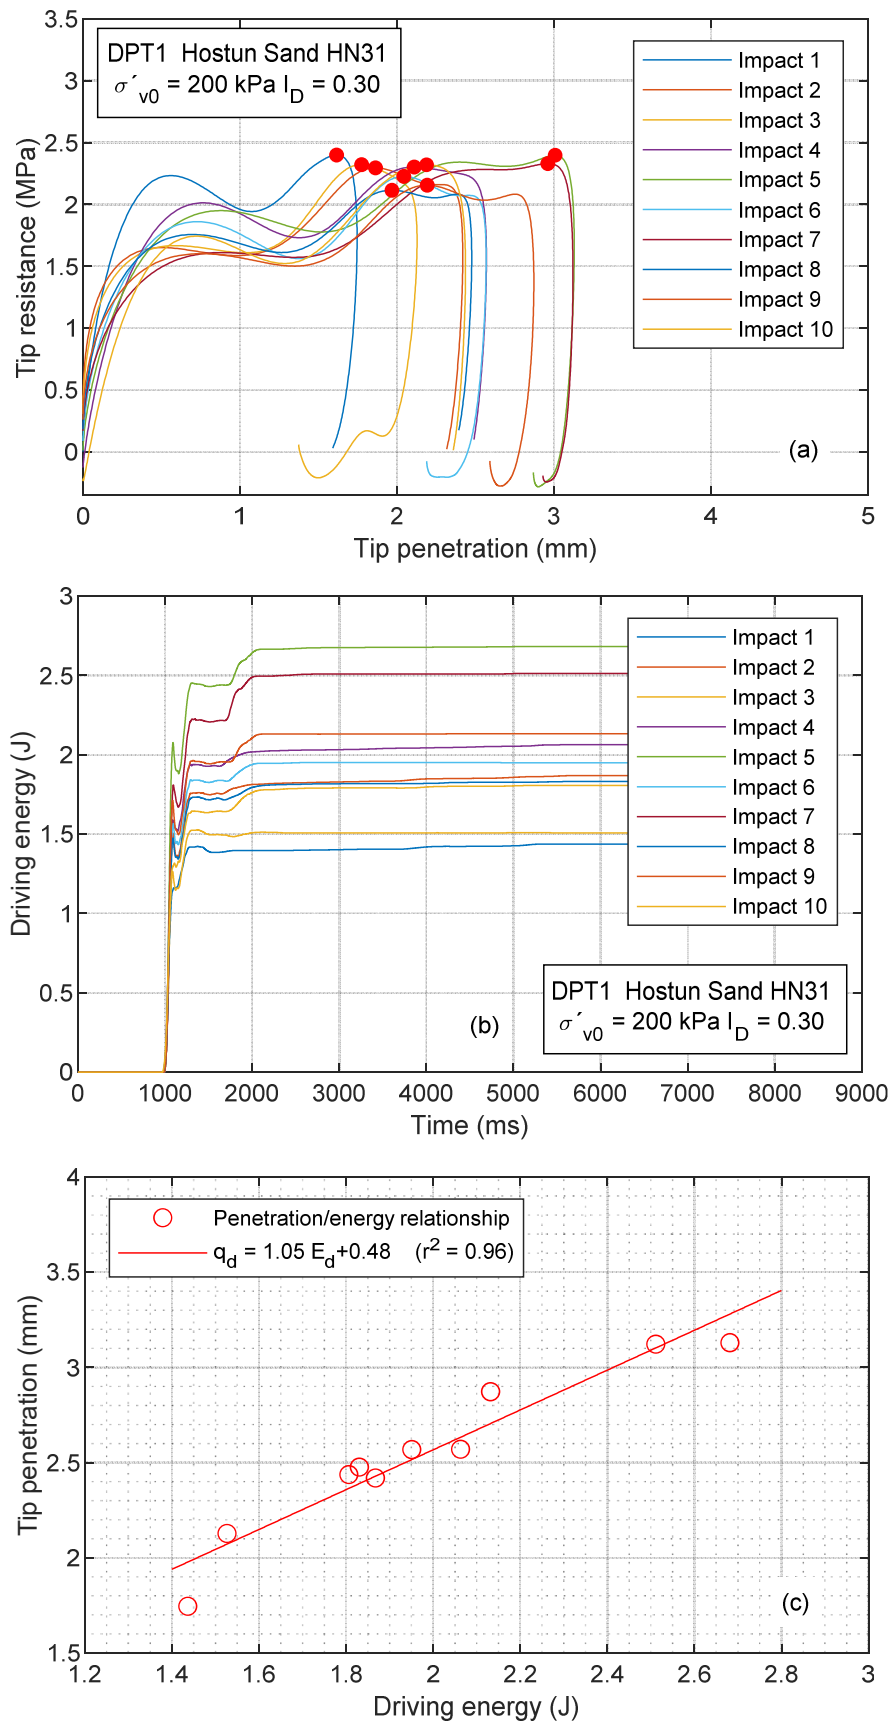 3.5
3
2.5
2
1.5
1
0.5
0
Tip resistance (MPa)
DPT1 Hostun Sand HN31
σ´v0 = 200 kPa ID = 0.30
Impact 1
Impact 2
Impact 3
Impact 4
Impact 5
Impact 6
Impact 7
Impact 8
Impact 9
Impact 10
(a)
0 1 2 3 4 5
Tip penetration (mm)
3
2.5
2
1.5
1
0.5
0
Driving energy (J)
Impact 1
Impact 2
Impact 3
Impact 4
Impact 5
Impact 6
Impact 7
Impact 8
Impact 9
Impact 10
DPT1 Hostun Sand HN31
σ´v0 = 200 kPa ID = 0.30
(b)
0 1000 2000 3000 4000 5000 6000 7000 8000 9000
Time (ms)
4
3.5
3
2.5
2
1.5
Tip penetration (mm)
Penetration/energy relationship
qd = 1.05 Ed+0.48 (r2 = 0.96)
(c)
1.2 1.4 1.6 1.8 2 2.2 2.4 2.6 2.8 3
Driving energy (J)